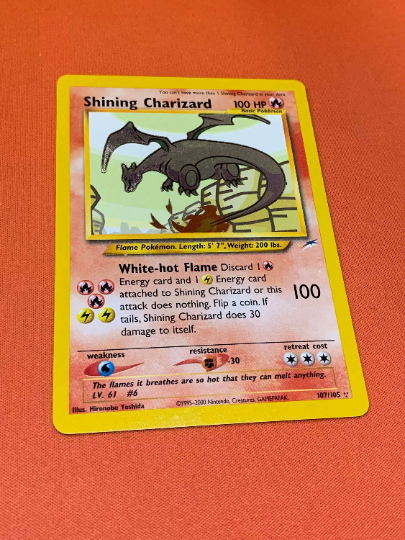 You can't have more than 1 Shining Charizard in your deck.
Shining Charizard 100 HP
Basic Pokémon
Flame Pokémon. Length: 5' 7", Weight: 200 lbs.
White-hot Flame Discard 1
Energy card and 1 Energy card
attached to Shining Charizard or this
attack does nothing. Flip a coin. If
tails, Shining Charizard does 30
damage to itself.
100
weakness resistance retreat cost
-30
The flames it breathes are so hot that they can melt anything.
LV. 61 #6
Illus. Hironobu Yoshida ©1995-2000 Nintendo, Creatures, GAMEFREAK. 107/105